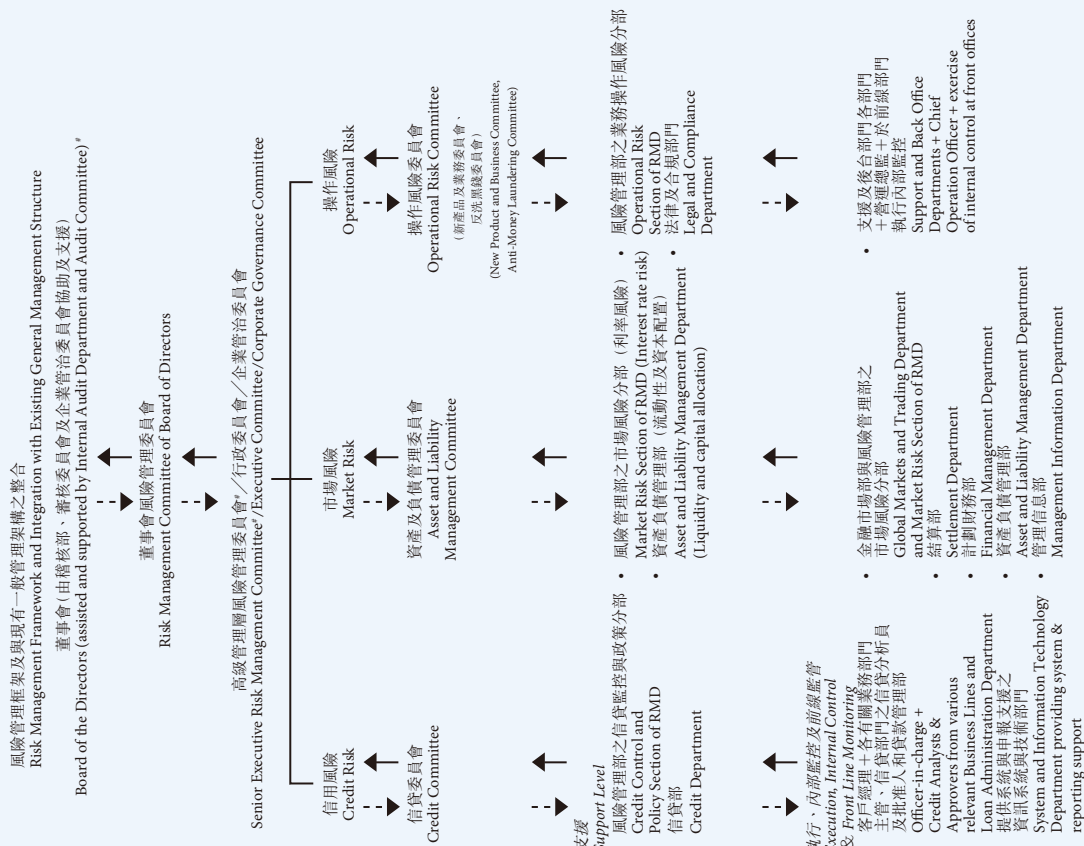 風險管理框架及與現有一般管理架構之整合
Risk Management Framework and Integration with Existing General Management Structure
董事會（由稽核部、審核委員會及企業管治委員會協助及支援）
Board of the Directors (assisted and supported by Internal Audit Department and Audit Committee)#
董事會風險管理委員會
Risk Management Committee of Board of Directors
高級管理層風險管理委員會#／行政委員會／企業管治委員會
Senior Executive Risk Management Committee#/Executive Committee/Corporate Governance Committee
信用風險
Credit Risk
信貸委員會
Credit Committee
市場風險
Market Risk
資產及負債管理委員會
Asset and Liability
Management Committee
操作風險
Operational Risk
操作風險委員會
Operational Risk Committee
（新產品及業務委員會、
反洗黑錢委員會）
(New Product and Business Committee,
Anti-Money Laundering Committee)
支援
Support Level
風險管理部之信貸監控與政策分部
Credit Control and
Policy Section of RMD
信貸部
Credit Department
• 風險管理部之市場風險分部（利率風險）
Market Risk Section of RMD (Interest rate risk)
• 資產負債管理部（流動性及資本配置）
Asset and Liability Management Department
(Liquidity and capital allocation)
• 風險管理部之業務操作風險分部
Operational Risk
Section of RMD
• 法律及合規部門
Legal and Compliance
Department
執行、內部監控及前線監管
Execution, Internal Control
& Front Line Monitoring
客戶經理＋各有關業務部門
主管、信貸部門之信貸分析員
及批准人和貸款管理部
Officer-in-charge +
Credit Analysts &
Approvers from various
relevant Business Lines and
Loan Administration Department
提供系統與申報支援之
資訊系統與技術部門
System and Information Technology
Department providing system &
reporting support
• 金融市場部與風險管理部之
市場風險分部
Global Markets and Trading Department
and Market Risk Section of RMD
• 結算部
Settlement Department
• 計劃財務部
Financial Management Department
• 資產負債管理部
Asset and Liability Management Department
• 管理信息部
Management Information Department
• 支援及後台部門各部門
＋營運總監＋於前線部門
執行內部監控
Support and Back Office
Departments + Chief
Operation Officer + exercise
of internal control at front offices